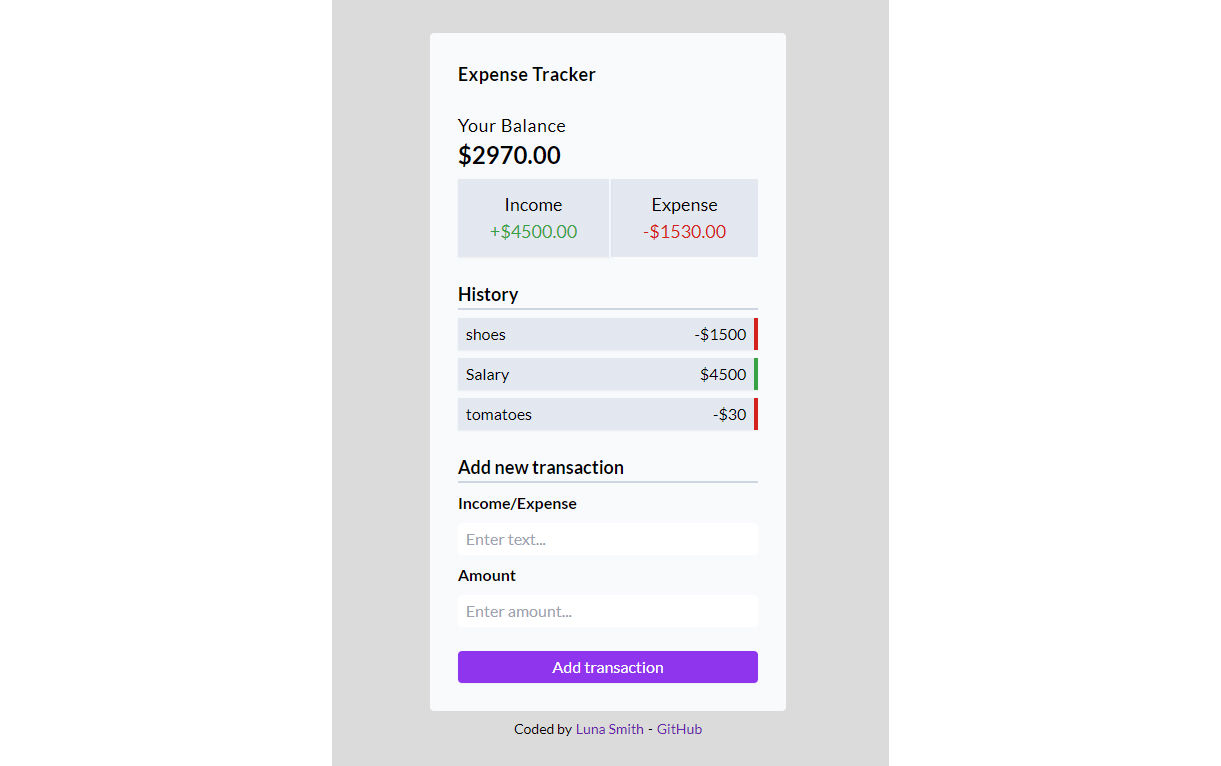 Expense Tracker
Your Balance
$2970.00
Income Expense
+$4500.00 -$1530.00
History
shoes -$1500
Salary $4500
tomatoes -$30
Add new transaction
Income/Expense
Enter text...
Amount
Enter amount...
Add transaction
Coded by Luna Smith - GitHub